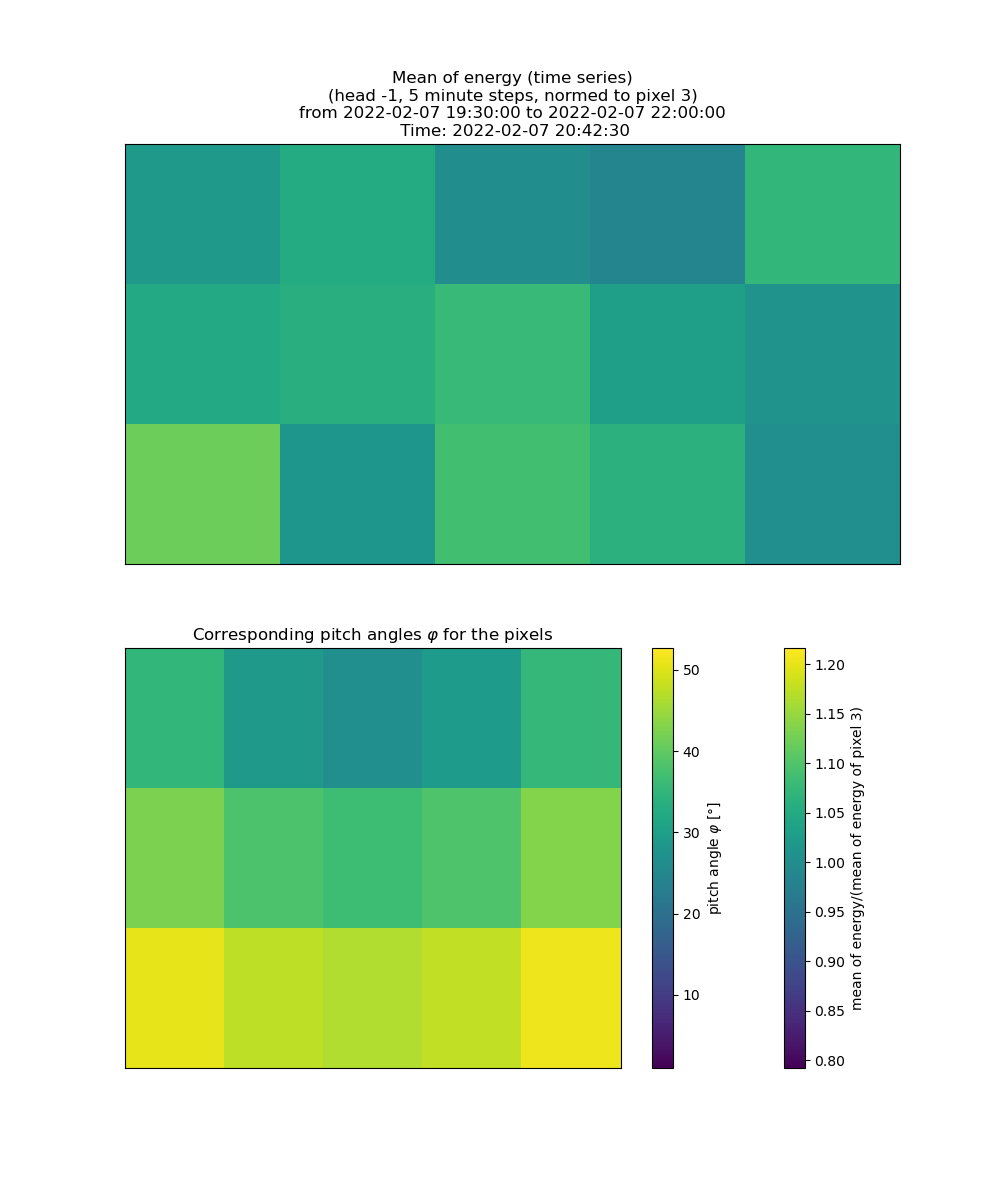 Mean of energy (time series)
(head -1, 5 minute steps, normed to pixel 3)
from 2022-02-07 19:30:00 to 2022-02-07 22:00:00
Time: 2022-02-07 20:42:30
Corresponding pitch angles φ for the pixels
50
40
30
20
10
pitch angle φ [°]
1.20
1.15
1.10
1.05
1.00
0.95
0.90
0.85
0.80
mean of energy/(mean of energy of pixel 3)